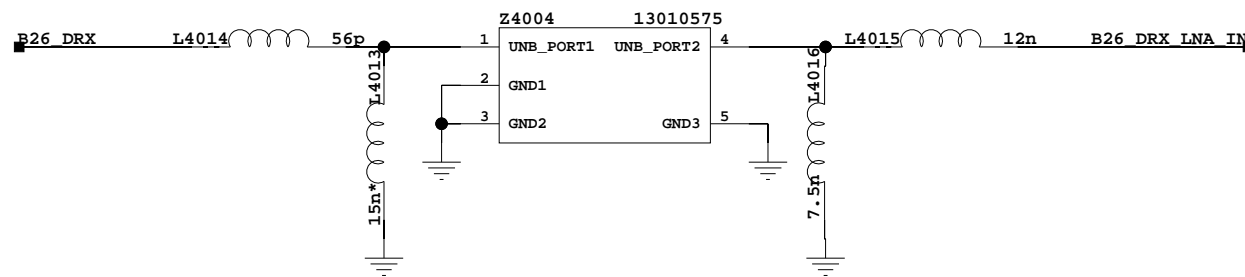 Z4004 13010575
B26_DRX L4014 56p 1 UNB_PORT1 UNB_PORT2 4 L4015 12n B26_DRX_LNA_IN
L4013
L4016
2 GND1
3 GND2 GND3 5
15n*
7.5n